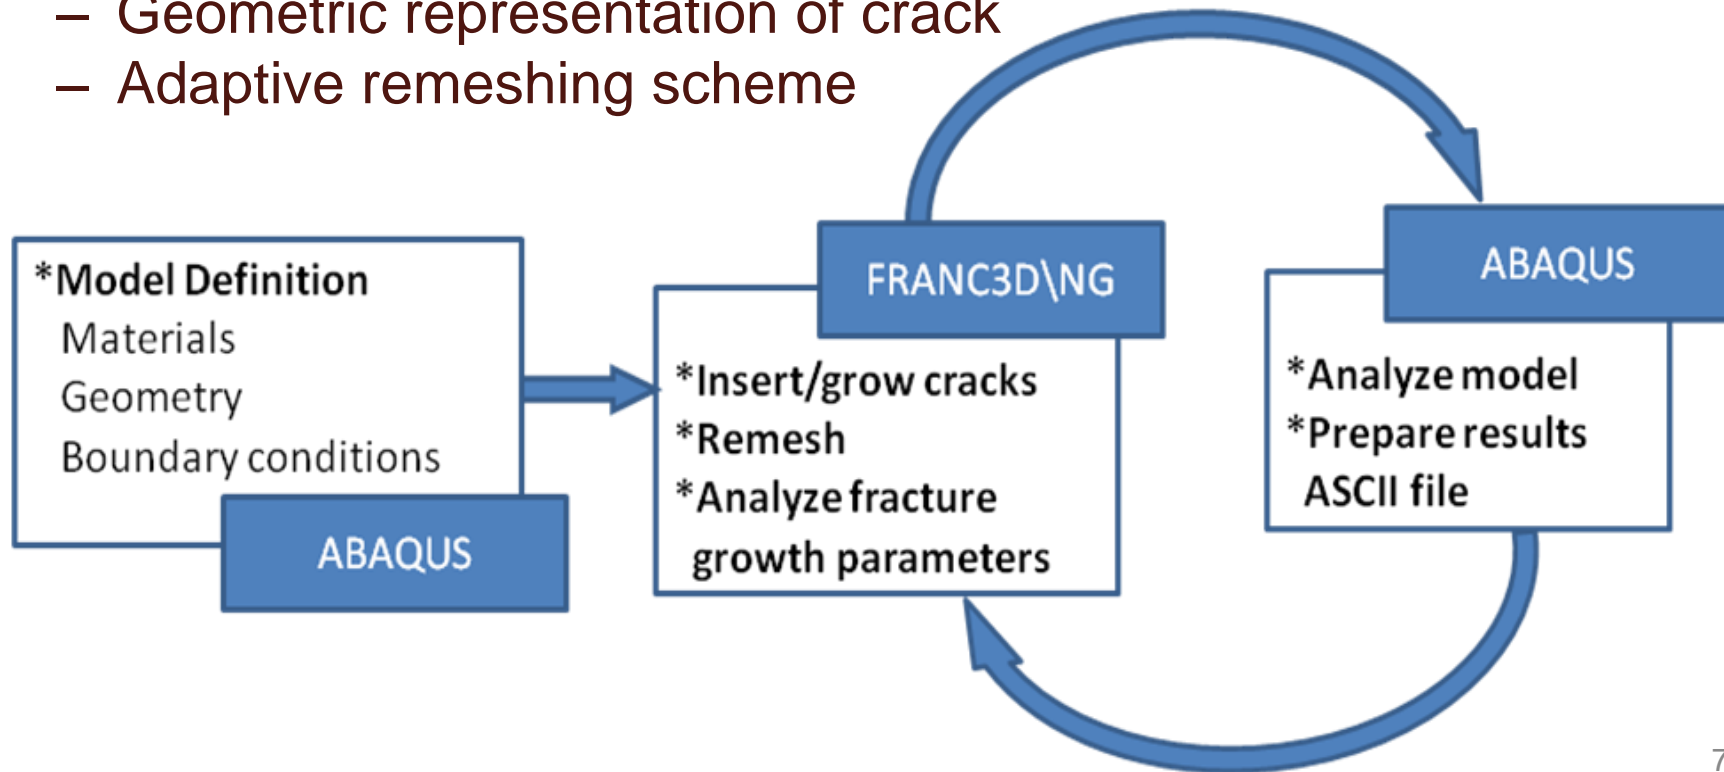 – Geometric representation of crack
– Adaptive remeshing scheme
*Model Definition
Materials
Geometry
Boundary conditions
ABAQUS
FRANC3D\NG
*Insert/grow cracks
*Remesh
*Analyze fracture
growth parameters
ABAQUS
*Analyze model
*Prepare results
ASCII file
7